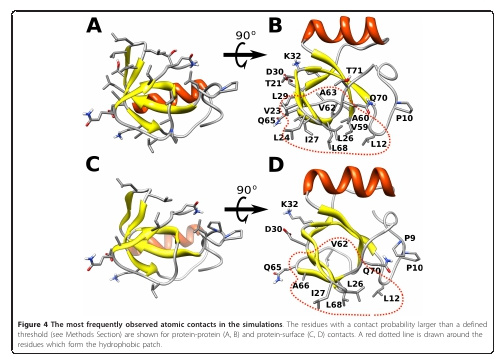 A
90°
B
K32
D30
T21
T71
L29
A63
Q70
V23
V62
Q65
A60
P10
V59
L24
I27
L26
L68
L12
C
90°
D
K32
D30
V62
P9
Q65
Q70
P10
A66
I27
L26
L68
L12
Figure 4 The most frequently observed atomic contacts in the simulations The residues with a contact probability larger than a defined
threshold (see Methods Section) are shown for protein-protein (A, B) and protein-surface (C, D) contacts. A red dotted line is drawn around the
residues which form the hydrophobic patch.